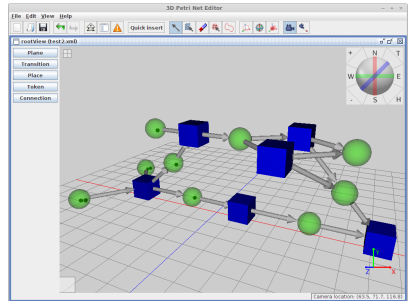 3D Petri Net Editor
File Edit View Help
Quick insert
rootView (test2.xml)
Plane
Transition
Place
Token
Connection
+ N T
W E
- S H
Y
Z X
Camera location: (63.5, 71.7, 116.8)